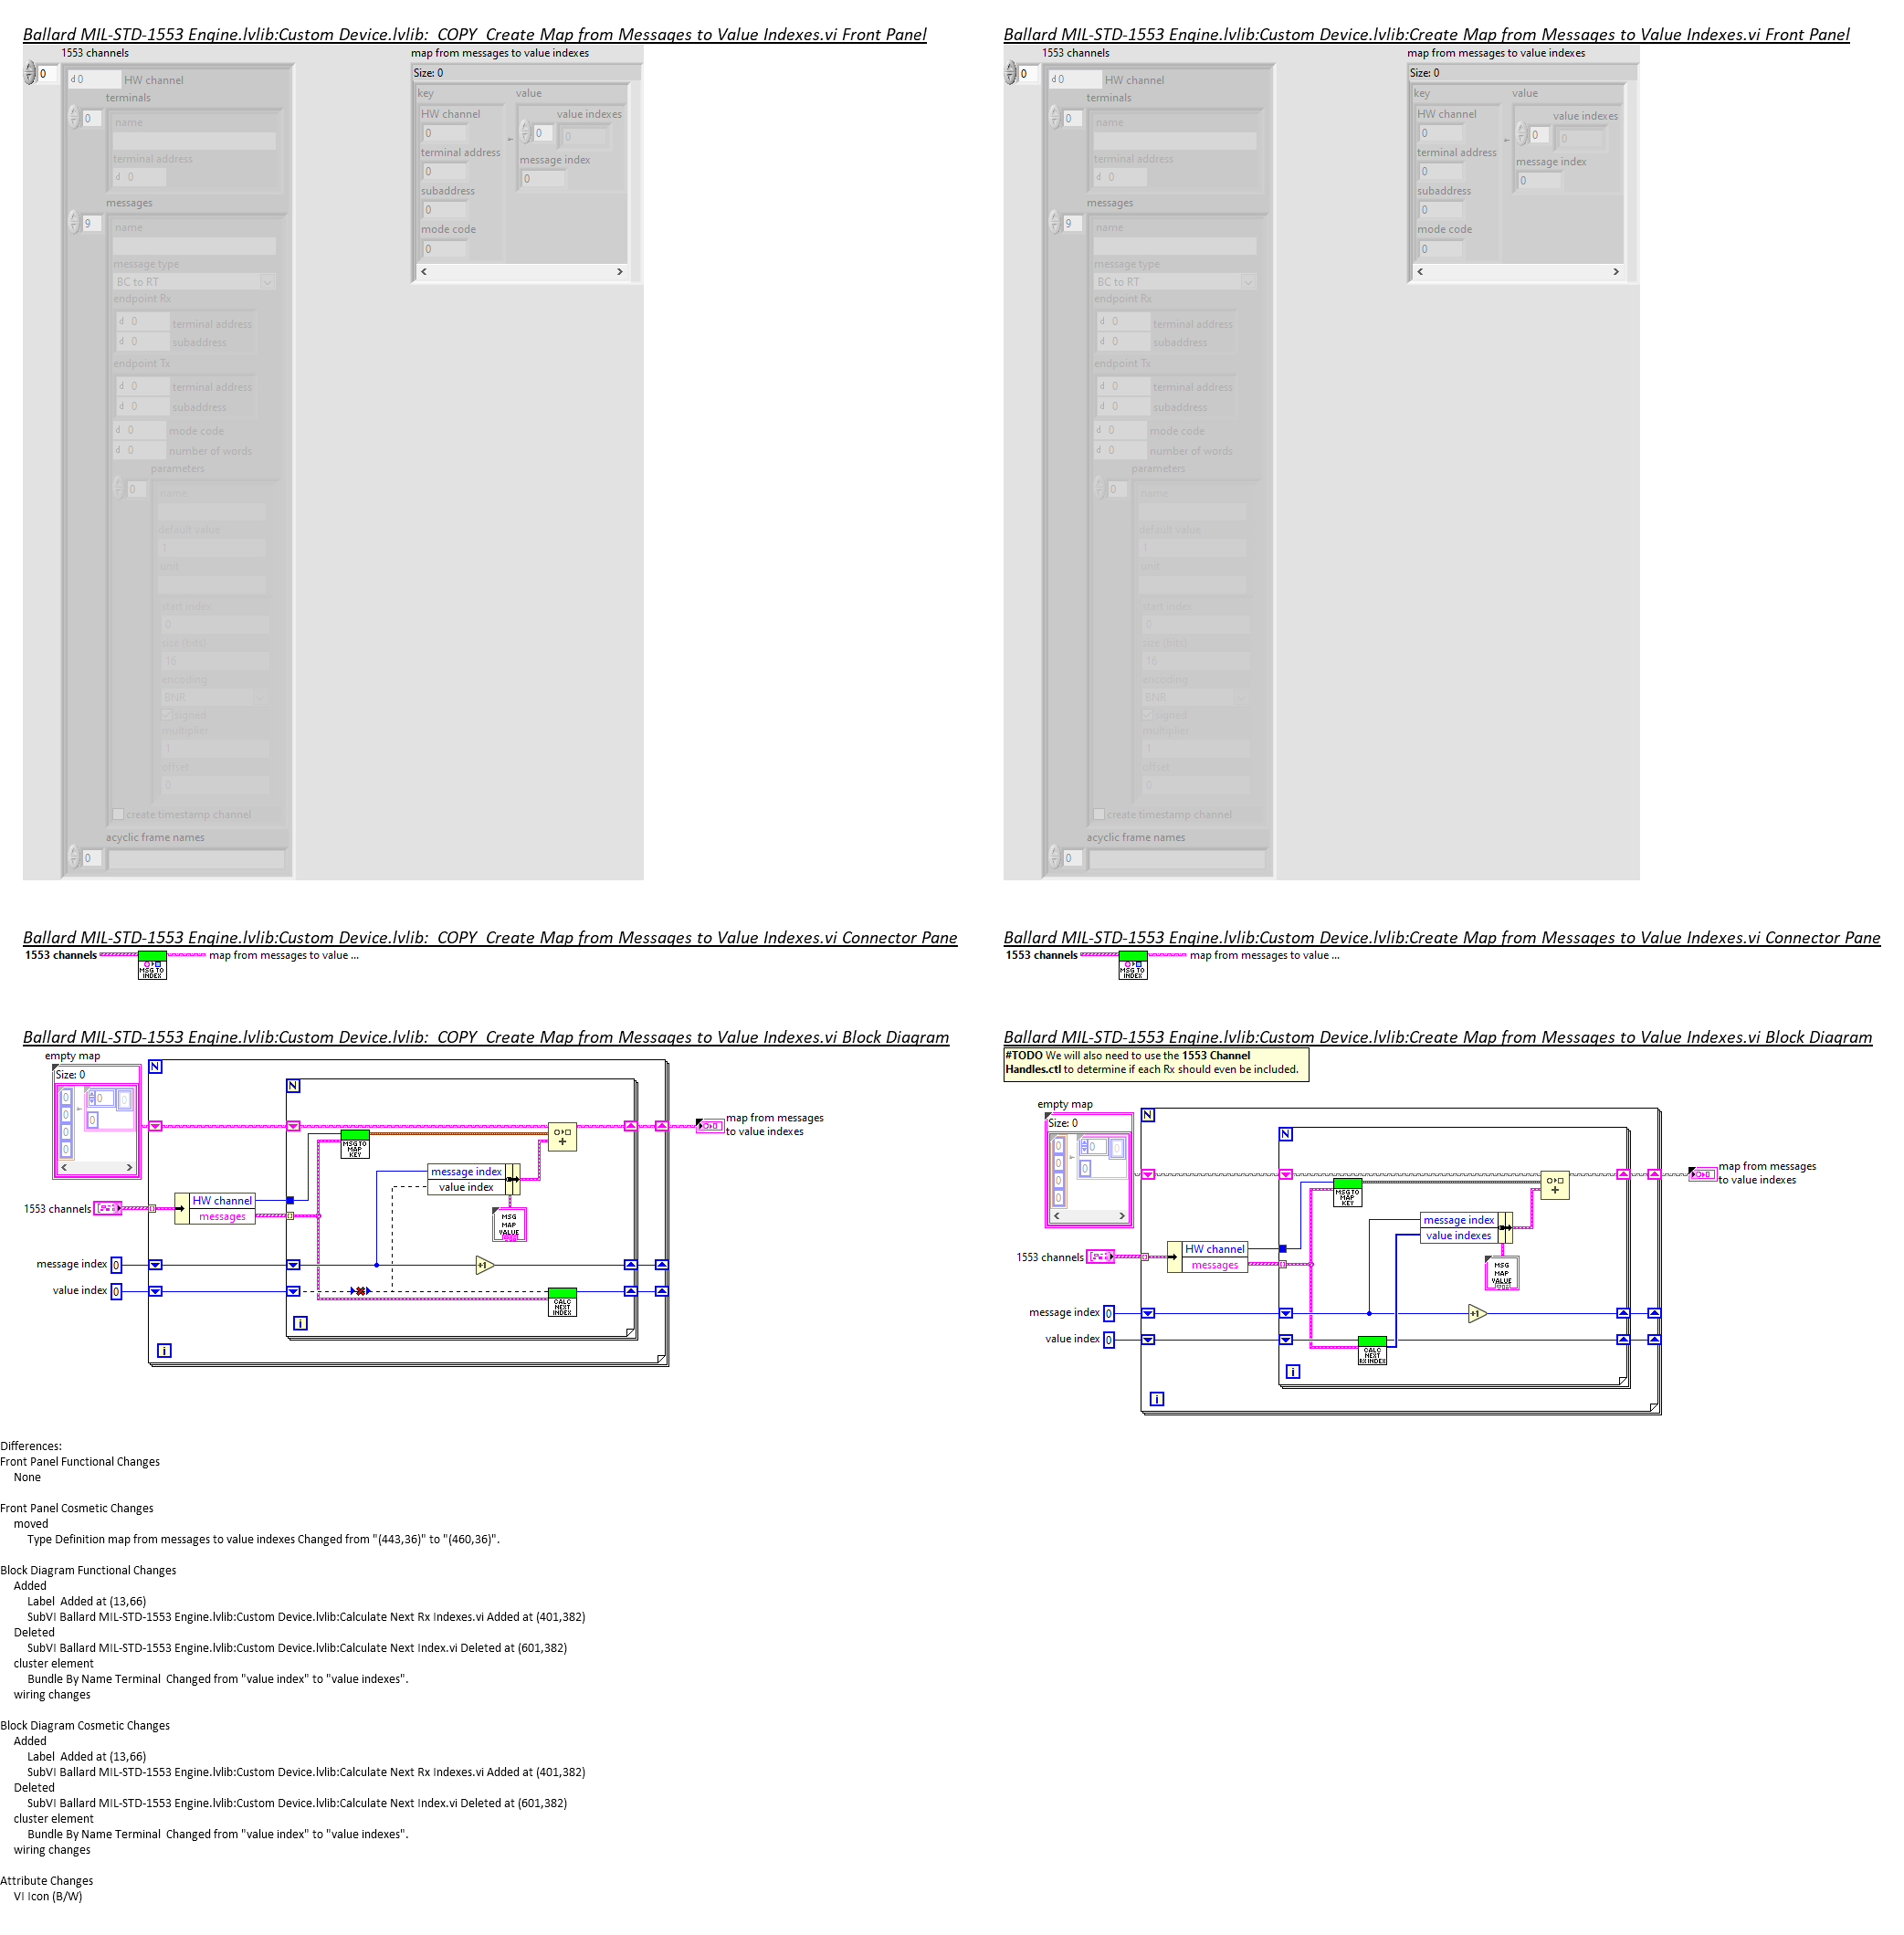 Ballard MIL-STD-1553 Engine.lvlib:Custom Device.lvlib:  COPY  Create Map from Messages to Value Indexes.vi Front Panel
1553 channels
map from messages to value indexes
0
d 0
HW channel
terminals
0
name
terminal address
d 0
messages
9
name
message type
BC to RT
endpoint Rx
d 0
terminal address
d 0
subaddress
endpoint Tx
d 0
terminal address
d 0
subaddress
d 0
mode code
d 0
number of words
parameters
0
name
default value
1
unit
start index
0
size (bits)
16
encoding
BNR
signed
multiplier
1
offset
0
create timestamp channel
acyclic frame names
0
Size: 0
key
value
HW channel
0
terminal address
0
subaddress
0
mode code
0
value indexes
0
0
message index
0
Ballard MIL-STD-1553 Engine.lvlib:Custom Device.lvlib:Create Map from Messages to Value Indexes.vi Front Panel
1553 channels
map from messages to value indexes
0
d 0
HW channel
terminals
0
name
terminal address
d 0
messages
9
name
message type
BC to RT
endpoint Rx
d 0
terminal address
d 0
subaddress
endpoint Tx
d 0
terminal address
d 0
subaddress
d 0
mode code
d 0
number of words
parameters
0
name
default value
1
unit
start index
0
size (bits)
16
encoding
BNR
signed
multiplier
1
offset
0
create timestamp channel
acyclic frame names
0
Size: 0
key
value
HW channel
0
terminal address
0
subaddress
0
mode code
0
value indexes
0
0
message index
0
Ballard MIL-STD-1553 Engine.lvlib:Custom Device.lvlib:  COPY  Create Map from Messages to Value Indexes.vi Connector Pane
1553 channels
MSG TO
INDEX
map from messages to value ...
Ballard MIL-STD-1553 Engine.lvlib:Custom Device.lvlib:Create Map from Messages to Value Indexes.vi Connector Pane
1553 channels
MSG TO
INDEX
map from messages to value ...
Ballard MIL-STD-1553 Engine.lvlib:Custom Device.lvlib:  COPY  Create Map from Messages to Value Indexes.vi Block Diagram
empty map
Size: 0
0
0
0
0
0
0
0
N
N
MSG TO
MAP
KEY
map from messages
to value indexes
message index
value index
HW channel
messages
1553 channels
MSG
MAP
VALUE
message index 0
+1
value index 0
CALC
NEXT
INDEX
i
i
Ballard MIL-STD-1553 Engine.lvlib:Custom Device.lvlib:Create Map from Messages to Value Indexes.vi Block Diagram
#TODO We will also need to use the 1553 Channel
Handles.ctl to determine if each Rx should even be included.
empty map
Size: 0
0
0
0
0
0
0
0
N
N
MSG TO
MAP
KEY
map from messages
to value indexes
message index
value indexes
HW channel
messages
1553 channels
MSG
MAP
VALUE
message index 0
+1
value index 0
CALC
NEXT
RX INDEX
i
i
Differences:
Front Panel Functional Changes
None
Front Panel Cosmetic Changes
moved
Type Definition map from messages to value indexes Changed from "(443,36)" to "(460,36)".
Block Diagram Functional Changes
Added
Label  Added at (13,66)
SubVI Ballard MIL-STD-1553 Engine.lvlib:Custom Device.lvlib:Calculate Next Rx Indexes.vi Added at (401,382)
Deleted
SubVI Ballard MIL-STD-1553 Engine.lvlib:Custom Device.lvlib:Calculate Next Index.vi Deleted at (601,382)
cluster element
Bundle By Name Terminal  Changed from "value index" to "value indexes".
wiring changes
Block Diagram Cosmetic Changes
Added
Label  Added at (13,66)
SubVI Ballard MIL-STD-1553 Engine.lvlib:Custom Device.lvlib:Calculate Next Rx Indexes.vi Added at (401,382)
Deleted
SubVI Ballard MIL-STD-1553 Engine.lvlib:Custom Device.lvlib:Calculate Next Index.vi Deleted at (601,382)
cluster element
Bundle By Name Terminal  Changed from "value index" to "value indexes".
wiring changes
Attribute Changes
VI Icon (B/W)